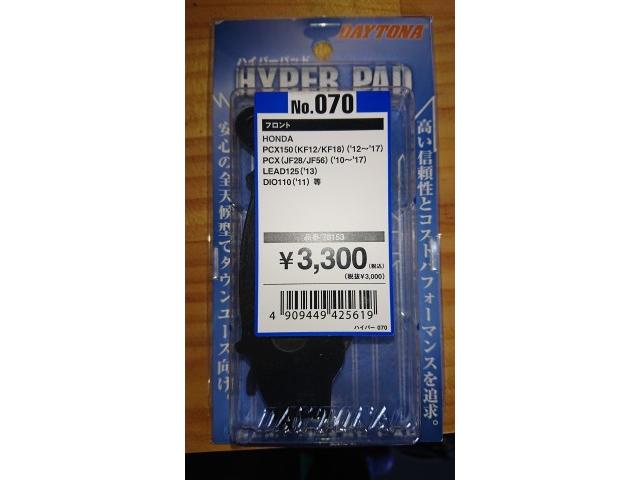 DAYTONA
ハイパーパッド
HYPER PAD
No.070
フロント
HONDA
PCX150(KF12/KF18)('12〜'17)
PCX(JF28/JF56)('10〜'17)
LEAD125('13)
DIO110('11) 等
品番 78153
¥3,300(税込)
(税抜¥3,000)
4 909449 425619
ハイパー 070
高い信頼性とコストパフォーマンスを追求。
安心の全天候型でタウンユース向け。
DAYTONA